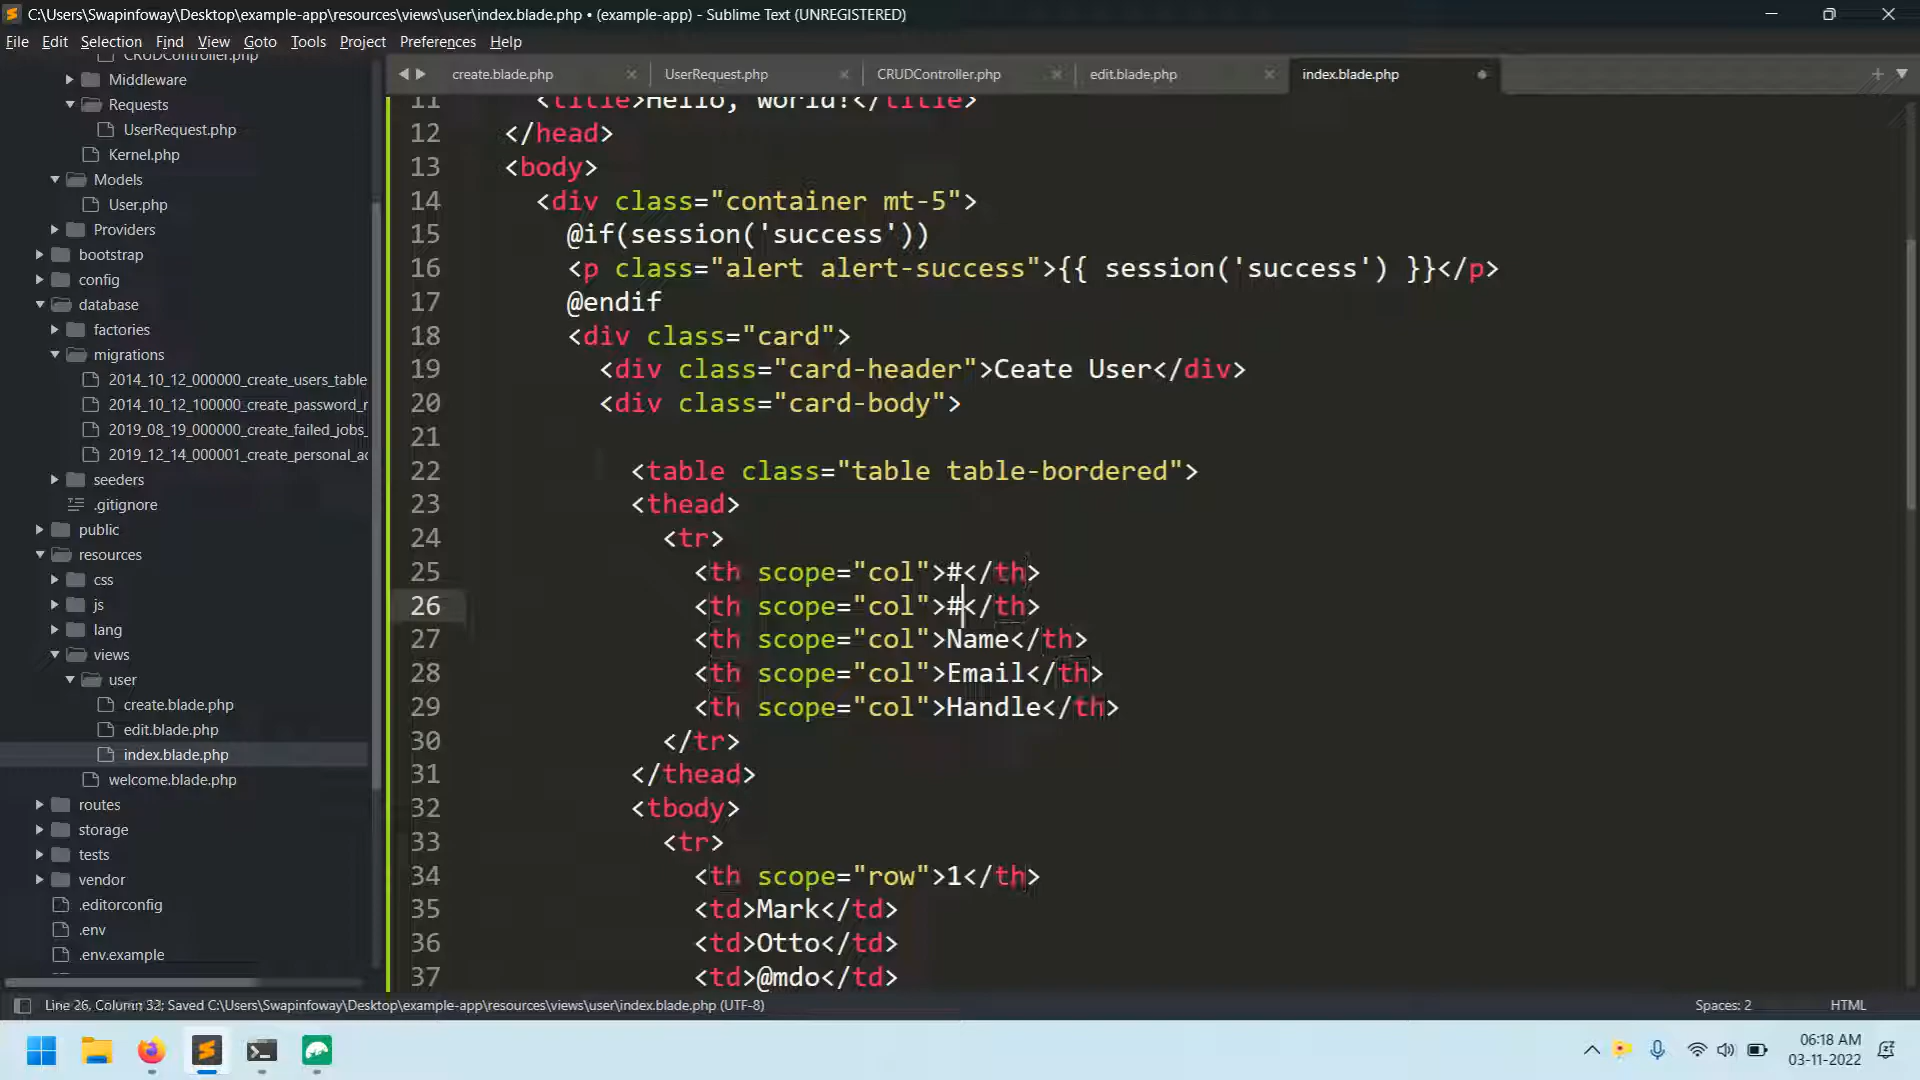 C:\Users\Swapinfoway\Desktop\example-app\resources\views\user\index.blade.php • (example-app) - Sublime Text (UNREGISTERED)
File Edit Selection Find View Goto Tools Project Preferences Help
CRUDController.php
Middleware
Requests
UserRequest.php
Kernel.php
Models
User.php
Providers
bootstrap
config
database
factories
migrations
2014_10_12_000000_create_users_table
2014_10_12_100000_create_password_r
2019_08_19_000000_create_failed_jobs_
2019_12_14_000001_create_personal_ac
seeders
.gitignore
public
resources
css
js
lang
views
user
create.blade.php
edit.blade.php
index.blade.php
welcome.blade.php
routes
storage
tests
vendor
.editorconfig
.env
.env.example
create.blade.php UserRequest.php CRUDController.php edit.blade.php index.blade.php
11 <title>Hello, world!</title>
12 </head>
13 <body>
14 <div class="container mt-5">
15 @if(session('success'))
16 <p class="alert alert-success">{{ session('success') }}</p>
17 @endif
18 <div class="card">
19 <div class="card-header">Ceate User</div>
20 <div class="card-body">
21
22 <table class="table table-bordered">
23 <thead>
24 <tr>
25 <th scope="col">#</th>
26 <th scope="col">#</th>
27 <th scope="col">Name</th>
28 <th scope="col">Email</th>
29 <th scope="col">Handle</th>
30 </tr>
31 </thead>
32 <tbody>
33 <tr>
34 <th scope="row">1</th>
35 <td>Mark</td>
36 <td>Otto</td>
37 <td>@mdo</td>
Line 26, Column 32; Saved C:\Users\Swapinfoway\Desktop\example-app\resources\views\user\index.blade.php (UTF-8) Spaces: 2 HTML
06:18 AM
03-11-2022